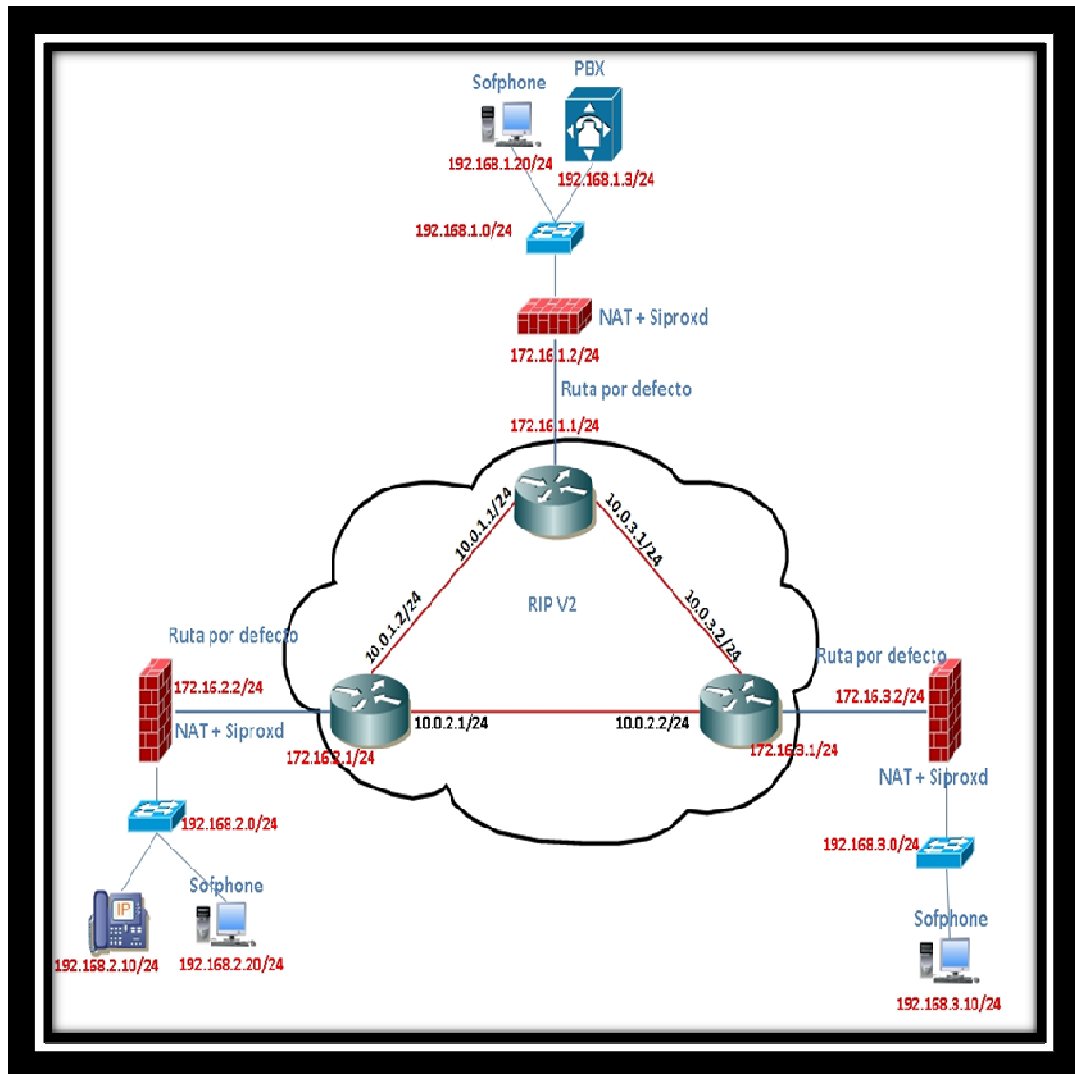 Sofphone
PBX
192.168.1.20/24
192.168.1.3/24
192.168.1.0/24
NAT + Siproxd
172.16.1.2/24
Ruta por defecto
172.16.1.1/24
10.0.1.1/24
10.0.3.1/24
10.0.1.2/24
RIP V2
10.0.3.2/24
Ruta por defecto
172.16.2.2/24
NAT + Siproxd
172.16.2.1/24
10.0.2.1/24
10.0.2.2/24
Ruta por defecto
172.16.3.2/24
172.16.3.1/24
NAT + Siproxd
192.168.2.0/24
192.168.3.0/24
Sofphone
IP
192.168.2.10/24
192.168.2.20/24
Sofphone
192.168.3.10/24